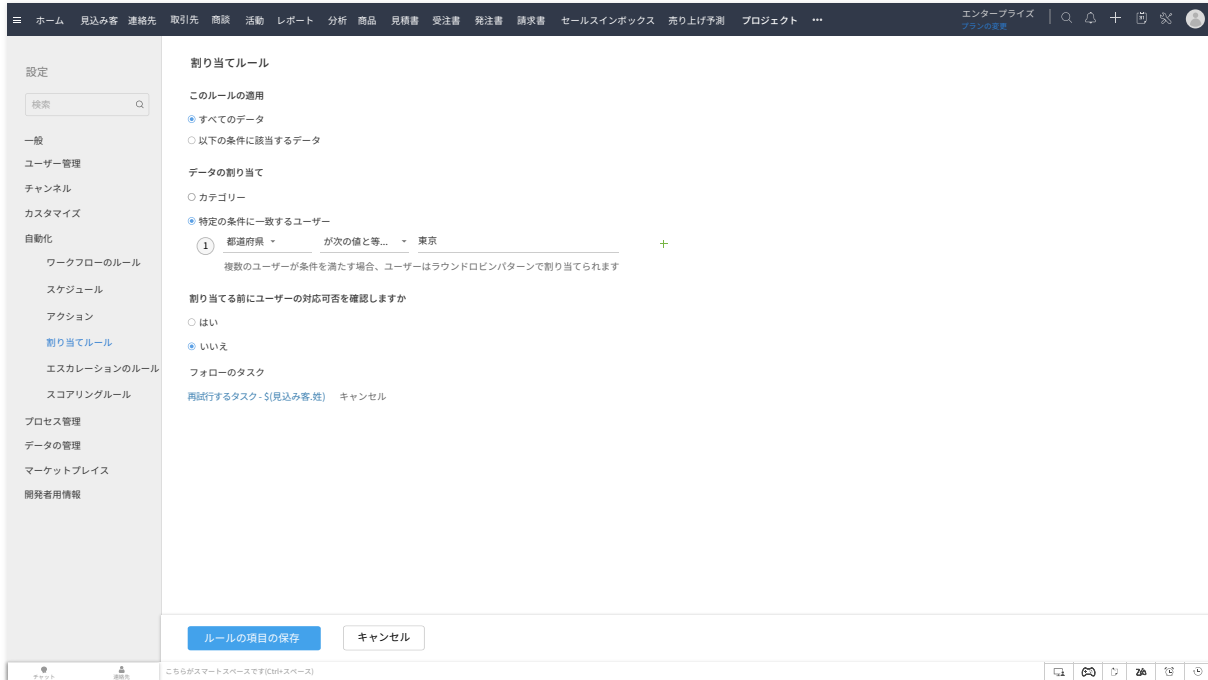 ホーム 見込み客 連絡先 取引先 商談 活動 レポート 分析 商品 見積書 受注書 発注書 請求書 セールスインボックス 売り上げ予測 プロジェクト ••• エンタープライズ
プランの変更
設定
検索
一般
ユーザー管理
チャンネル
カスタマイズ
自動化
ワークフローのルール
スケジュール
アクション
割り当てルール
エスカレーションのルール
スコアリングルール
プロセス管理
データの管理
マーケットプレイス
開発者用情報
割り当てルール
このルールの適用
すべてのデータ
以下の条件に該当するデータ
データの割り当て
カテゴリー
特定の条件に一致するユーザー
1 都道府県 が次の値と等... 東京
複数のユーザーが条件を満たす場合、ユーザーはラウンドロビンパターンで割り当てられます
割り当てる前にユーザーの対応可否を確認しますか
はい
いいえ
フォローのタスク
再試行するタスク - $(見込み客.姓) キャンセル
ルールの項目の保存 キャンセル
チャット 連絡先 こちらがスマートスペースです(Ctrl+スペース)